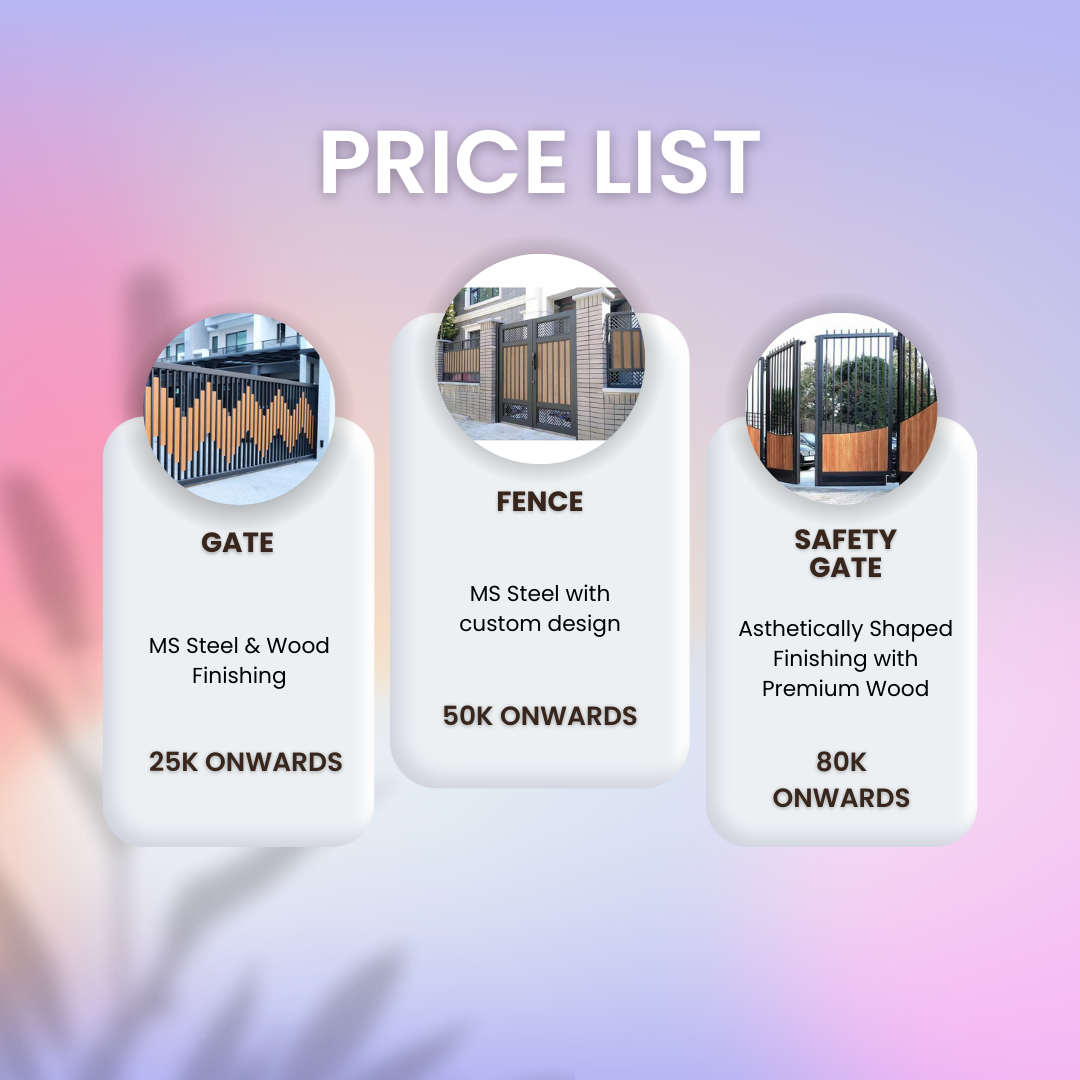 PRICE LIST
GATE
MS Steel & Wood
Finishing
25K ONWARDS
FENCE
MS Steel with
custom design
50K ONWARDS
SAFETY
GATE
Asthetically Shaped
Finishing with
Premium Wood
80K
ONWARDS